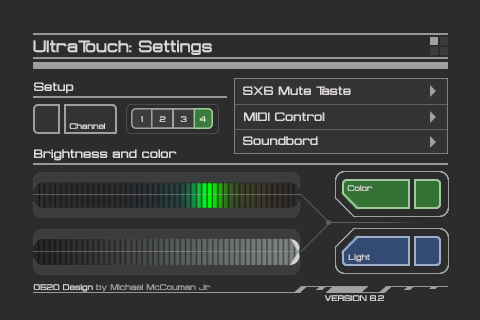 UltraTouch: Settings
Setup
Channel
1 2 3 4
SX6 Mute Taste
MIDI Control
Soundbord
Brightness and color
Color
Light
0620 Design by Michael McCouman Jr
VERSION 6.2